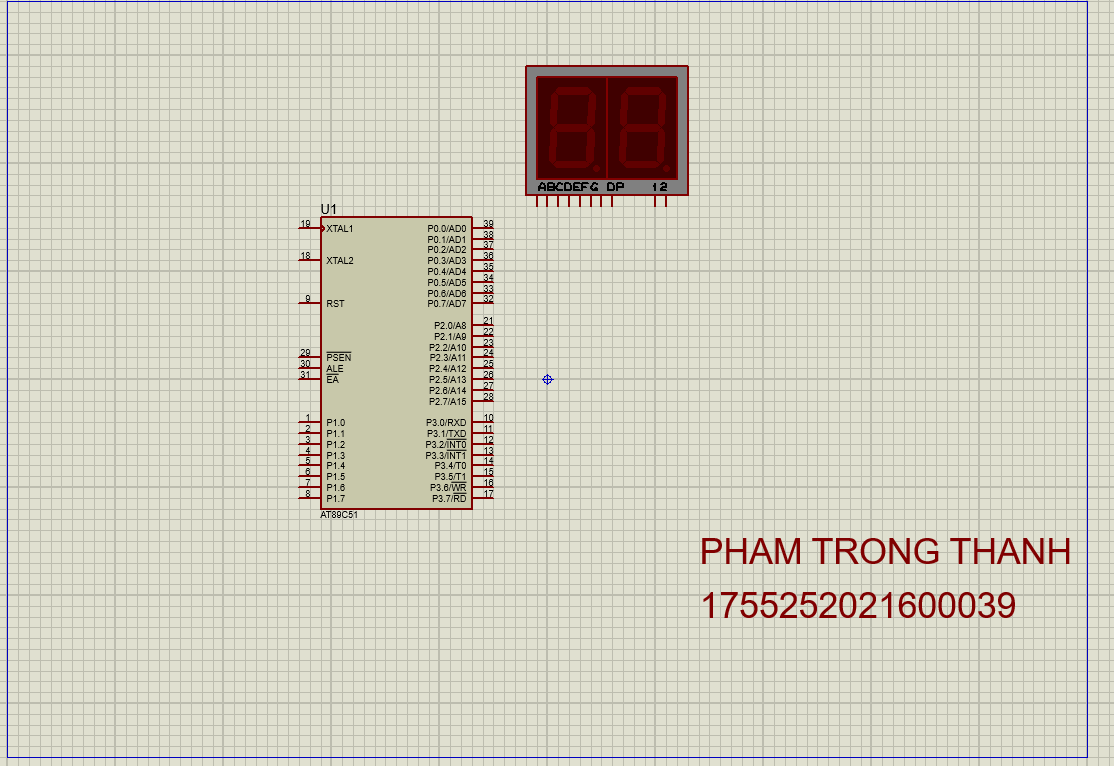 ABCDEFG DP 12
U1
19 XTAL1 P0.0/AD0 39
P0.1/AD1 38
P0.2/AD2 37
18 XTAL2 P0.3/AD3 36
P0.4/AD4 35
P0.5/AD5 34
P0.6/AD6 33
9 RST P0.7/AD7 32
P2.0/A8 21
P2.1/A9 22
P2.2/A10 23
29 PSEN P2.3/A11 24
30 ALE P2.4/A12 25
31 EA P2.5/A13 26
P2.6/A14 27
P2.7/A15 28
1 P1.0 P3.0/RXD 10
2 P1.1 P3.1/TXD 11
3 P1.2 P3.2/INT0 12
4 P1.3 P3.3/INT1 13
5 P1.4 P3.4/T0 14
6 P1.5 P3.5/T1 15
7 P1.6 P3.6/WR 16
8 P1.7 P3.7/RD 17
AT89C51
PHAM TRONG THANH
1755252021600039